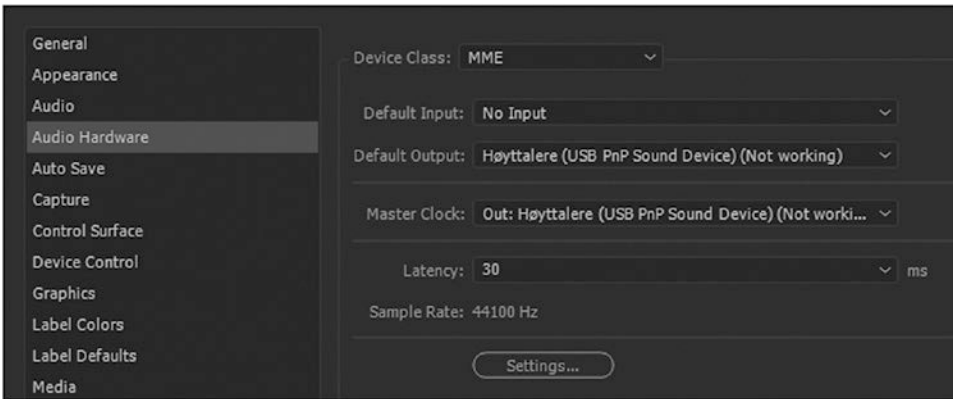 General
Appearance
Audio
Audio Hardware
Auto Save
Capture
Control Surface
Device Control
Graphics
Label Colors
Label Defaults
Media
Device Class: MME
Default Input: No Input
Default Output: Høyttalere (USB PnP Sound Device) (Not working)
Master Clock: Out: Høyttalere (USB PnP Sound Device) (Not worki...
Latency: 30 ms
Sample Rate: 44100 Hz
Settings...